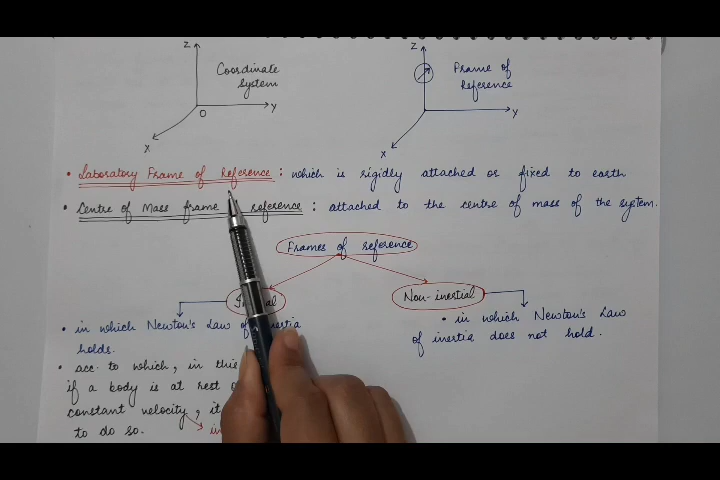 Z
Z
Coordinate
System
Frame of
Reference
O
Y
Y
X
X
• Laboratory Frame of Reference : which is rigidly attached or fixed to earth
• Centre of Mass frame reference : attached to the centre of mass of the system.
Frames of reference
Non-inertial
• in which Newton's Law of inertia
holds.
• in which Newton's Law
of inertia does not hold.
• acc. to which, in this
if a body is at rest
constant velocity, it
to do so.